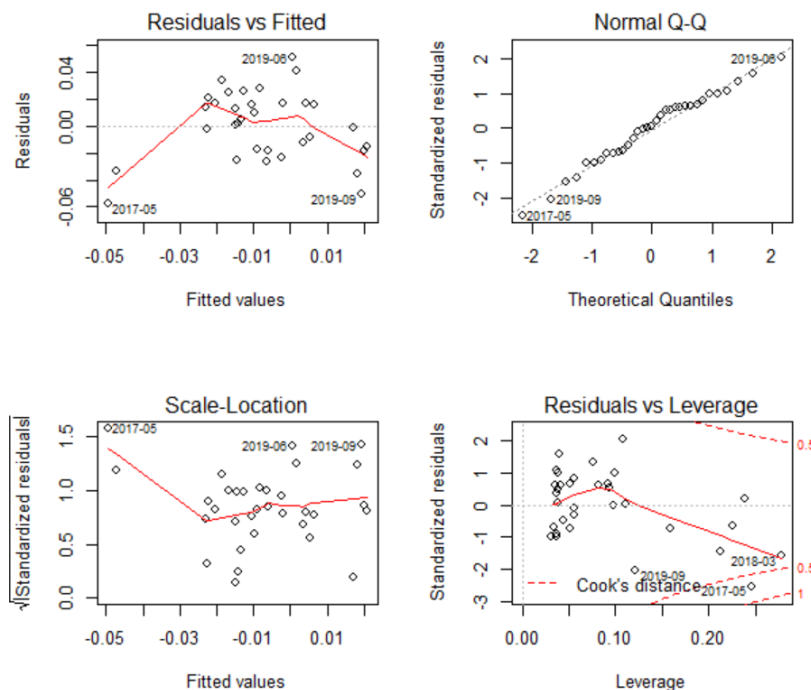 Residuals vs Fitted
Residuals
0.04
0.00
-0.06
2019-06
2019-09
2017-05
-0.05 -0.03 -0.01 0.01
Fitted values
Normal Q-Q
Standardized residuals
2
1
0
-1
-2
2019-06
2019-09
2017-05
-2 -1 0 1 2
Theoretical Quantiles
Scale-Location
√|Standardized residuals|
1.5
1.0
0.5
0.0
2017-05
2019-06 2019-09
-0.05 -0.03 -0.01 0.01
Fitted values
Residuals vs Leverage
Standardized residuals
2
1
0
-1
-2
-3
0.5
2018-03
2019-09
0.5
Cook's distance
2017-05
1
0.00 0.10 0.20
Leverage